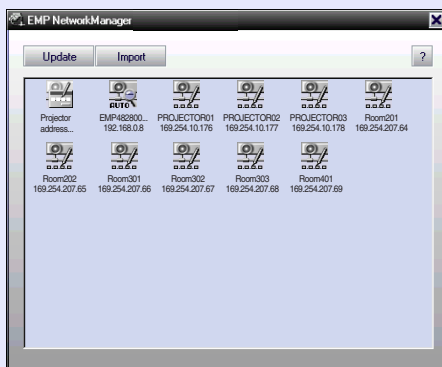 EMP NetworkManager
Update Import ?
AUTO
Projector address... EMP482800... 192.168.0.8 PROJECTOR01 169.254.10.176 PROJECTOR02 169.254.10.177 PROJECTOR03 169.254.10.178 Room201 169.254.207.64
Room202 169.254.207.65 Room301 169.254.207.66 Room302 169.254.207.67 Room303 169.254.207.68 Room401 169.254.207.69